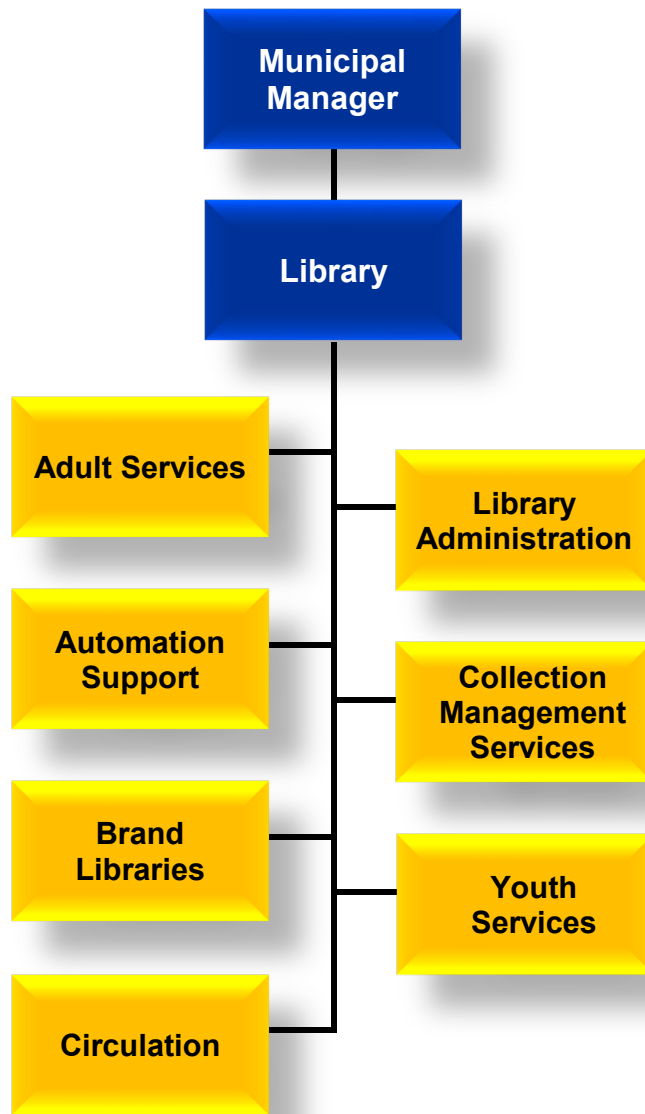 Municipal
Manager
Library
Adult Services
Library
Administration
Automation
Support
Collection
Management
Services
Brand
Libraries
Youth
Services
Circulation